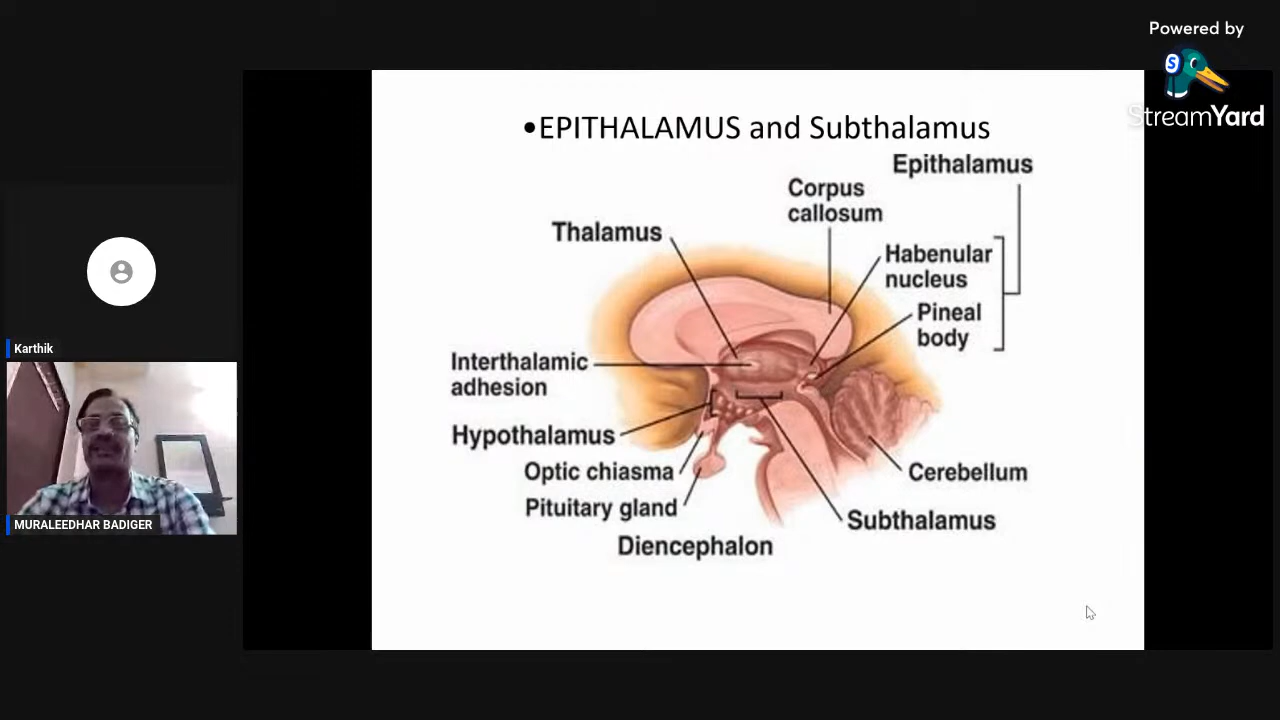 Powered by
S
StreamYard
•EPITHALAMUS and Subthalamus
Epithalamus
Corpus
callosum
Thalamus
Habenular
nucleus
Pineal
body
Interthalamic
adhesion
Hypothalamus
Optic chiasma
Cerebellum
Pituitary gland
Subthalamus
Diencephalon
Karthik
MURALEEDHAR BADIGER